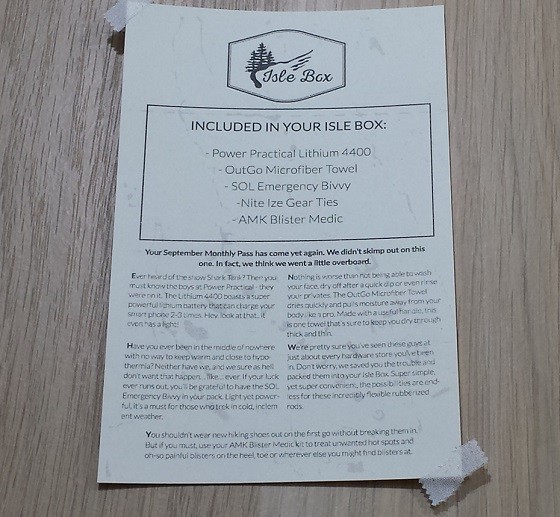 Isle Box
INCLUDED IN YOUR ISLE BOX:
- Power Practical Lithium 4400
- OutGo Microfiber Towel
- SOL Emergency Bivvy
-Nite Ize Gear Ties
- AMK Blister Medic
Your September Monthly Pass has come yet again. We didn't skimp out on this
one. In fact, we think we went a little overboard.
Ever heard of the show Shark Tank? Then you
must know the boys at Power Practical - they
were on it. The Lithium 4400 boasts a super
powerful lithium battery that can charge your
smart phone 2-3 times. Hey look at that, it
even has a light!
Have you ever been in the middle of nowhere
with no way to keep warm and close to hypo-
thermia? Neither have we, and we sure as hell
don't want that happen... like... ever. If your luck
ever runs out, you'll be grateful to have the SOL
Emergency Bivvy in your pack. Light yet power-
ful, it's a must for those who trek in cold, inclem
ent weather.
Nothing is worse than not being able to wash
your face, dry off after a quick dip or even rinse
your privates. The OutGo Microfiber Towel
dries quickly and pulls moisture away from your
body like a pro. Made with a useful handle, this
is one towel that's sure to keep you dry through
thick and thin.
We're pretty sure you've seen these guys at
just about every hardware store you've been
in. Don't worry, we saved you the trouble and
packed them into your Isle Box. Super simple,
yet super convenient, the possibilities are end-
less for these incredibly flexible rubberized
rods.
You shouldn't wear new hiking shoes out on the first go without breaking them in.
But if you must, use your AMK Blister Medic kit to treat unwanted hot spots and
oh-so painful blisters on the heel, toe or wherever else you might find blisters at.